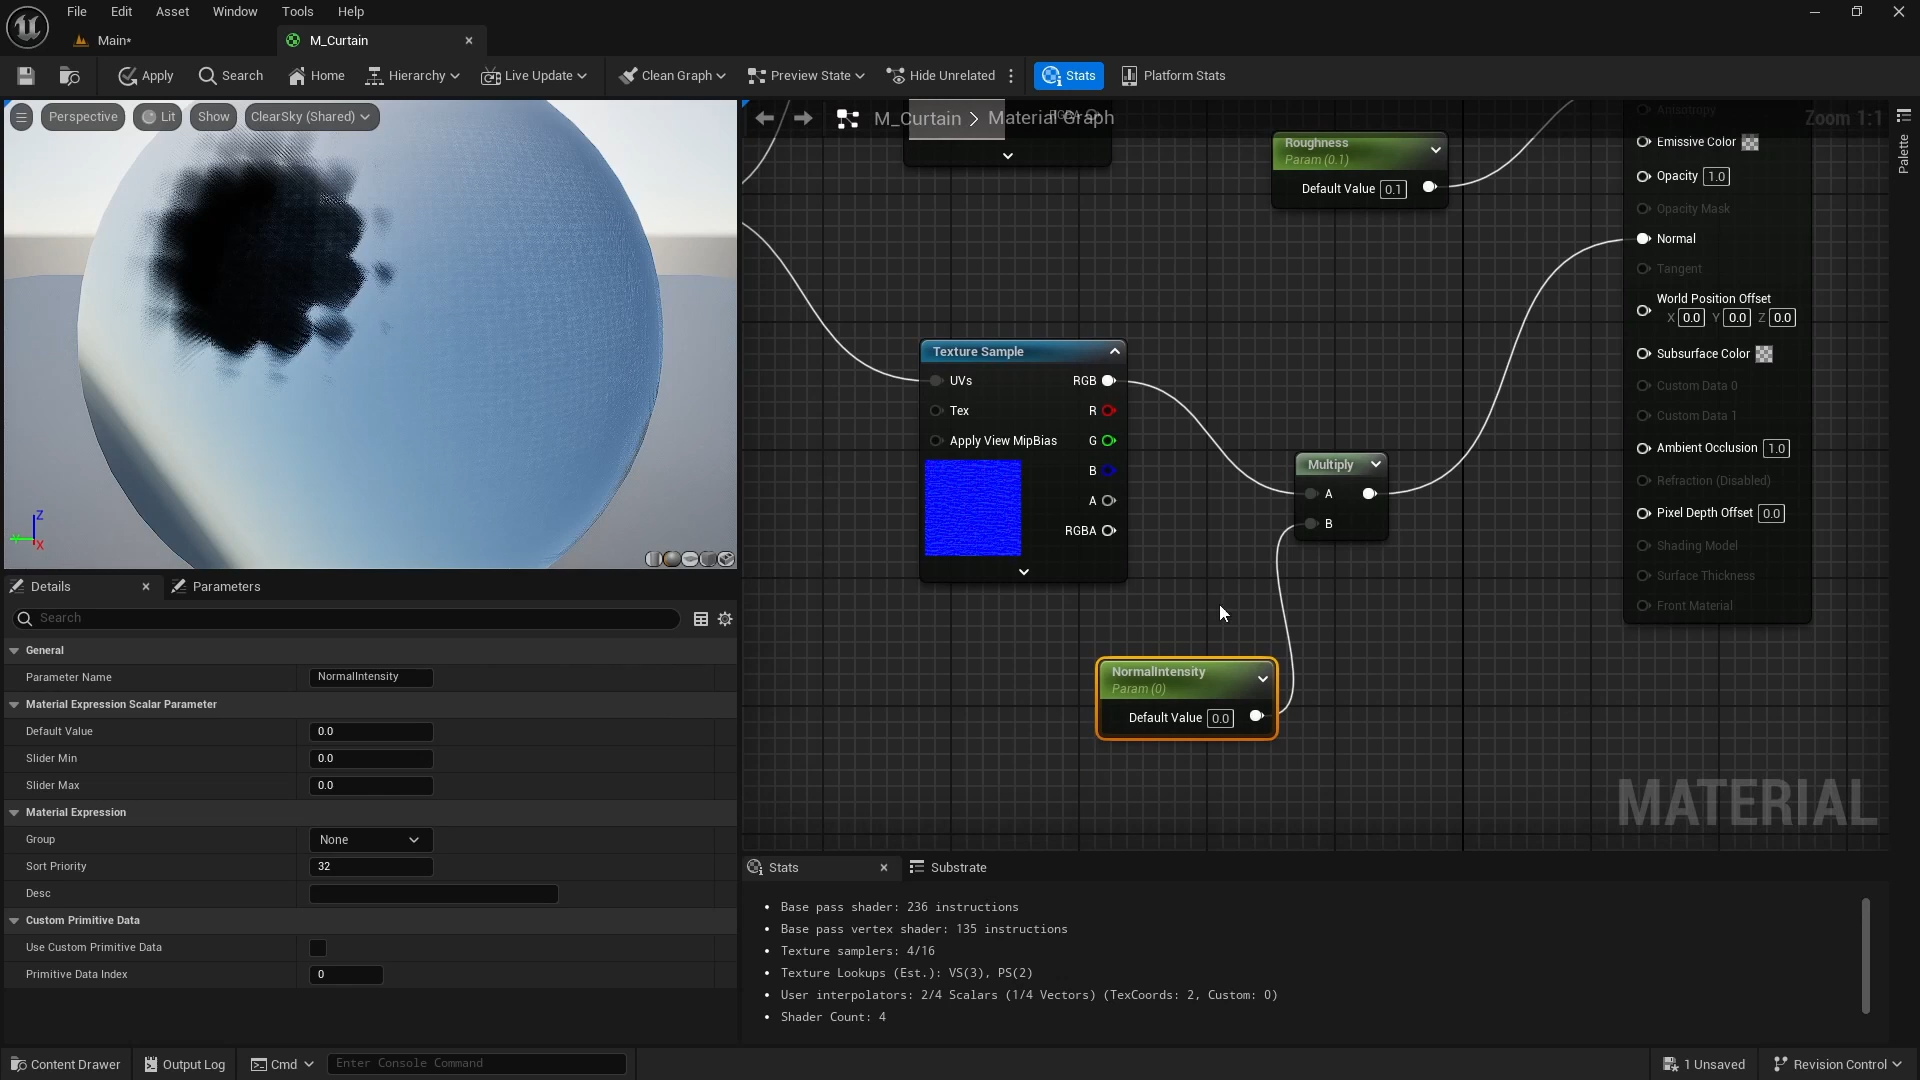 File Edit Asset Window Tools Help
Main*
M_Curtain
Apply Search Home Hierarchy Live Update Clean Graph Preview State Hide Unrelated Stats Platform Stats
Perspective Lit Show ClearSky (Shared)
M_Curtain > Material Graph
RGBA
Zoom 1:1
Palette
Roughness
Param (0.1)
Default Value 0.1
Anisotropy
Emissive Color
Opacity 1.0
Opacity Mask
Normal
Tangent
World Position Offset
X 0.0 Y 0.0 Z 0.0
Subsurface Color
Custom Data 0
Custom Data 1
Ambient Occlusion 1.0
Refraction (Disabled)
Pixel Depth Offset 0.0
Shading Model
Surface Thickness
Front Material
Texture Sample
UVs RGB
Tex R
Apply View MipBias G
B
A
RGBA
Multiply
A
B
NormalIntensity
Param (0)
Default Value 0.0
MATERIAL
Z
Y
X
Details
Parameters
Search
General
Parameter Name NormalIntensity
Material Expression Scalar Parameter
Default Value 0.0
Slider Min 0.0
Slider Max 0.0
Material Expression
Group None
Sort Priority 32
Desc
Custom Primitive Data
Use Custom Primitive Data
Primitive Data Index 0
Stats
Substrate
• Base pass shader: 236 instructions
• Base pass vertex shader: 135 instructions
• Texture samplers: 4/16
• Texture Lookups (Est.): VS(3), PS(2)
• User interpolators: 2/4 Scalars (1/4 Vectors) (TexCoords: 2, Custom: 0)
• Shader Count: 4
Content Drawer Output Log Cmd Enter Console Command 1 Unsaved Revision Control